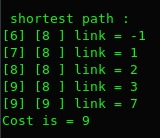 shortest path :
[6] [8 ] link = -1
[7] [8 ] link = 1
[8] [8 ] link = 2
[9] [8 ] link = 3
[9] [9 ] link = 7
Cost is = 9